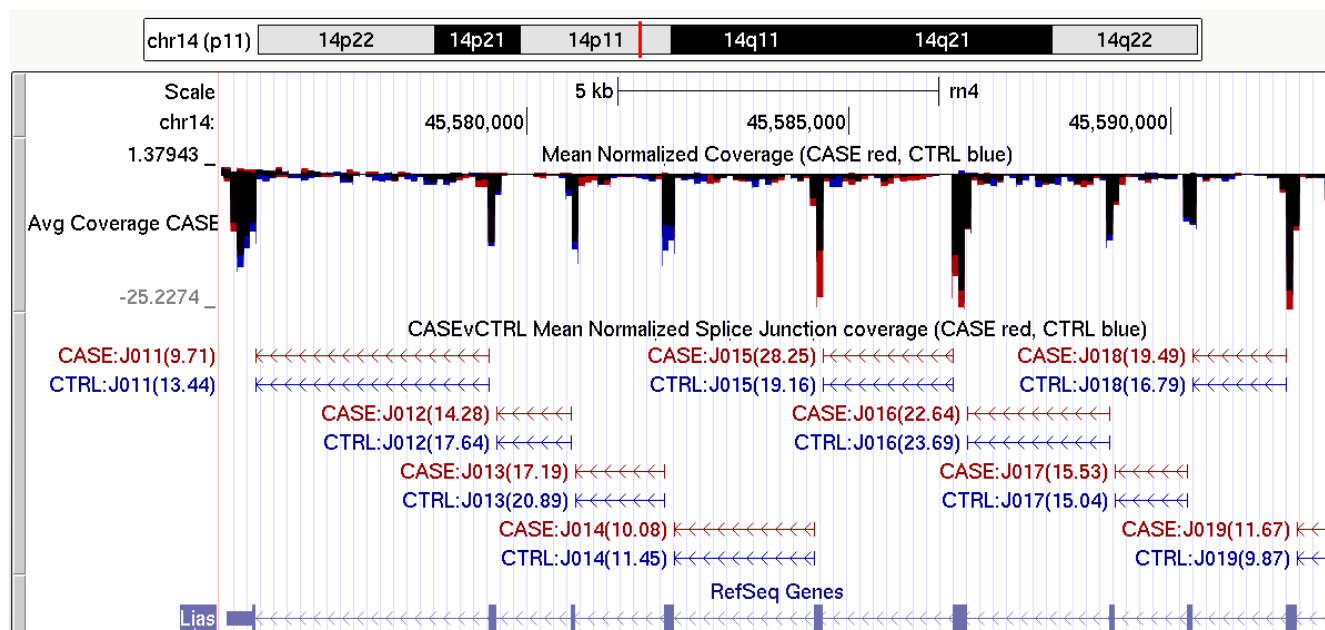 chr14 (p11) 14p22 14p21 14p11 14q11 14q21 14q22
Scale 5 kb rn4
chr14: 45,580,000 45,585,000 45,590,000
1.37943 _ Mean Normalized Coverage (CASE red, CTRL blue)
Avg Coverage CASE
-25.2274 _
CASEvCTRL Mean Normalized Splice Junction coverage (CASE red, CTRL blue)
CASE:J011(9.71) CASE:J015(28.25) CASE:J018(19.49)
CTRL:J011(13.44) CTRL:J015(19.16) CTRL:J018(16.79)
CASE:J012(14.28) CASE:J016(22.64)
CTRL:J012(17.64) CTRL:J016(23.69)
CASE:J013(17.19) CASE:J017(15.53)
CTRL:J013(20.89) CTRL:J017(15.04)
CASE:J014(10.08) CASE:J019(11.67)
CTRL:J014(11.45) CTRL:J019(9.87)
RefSeq Genes
Lias